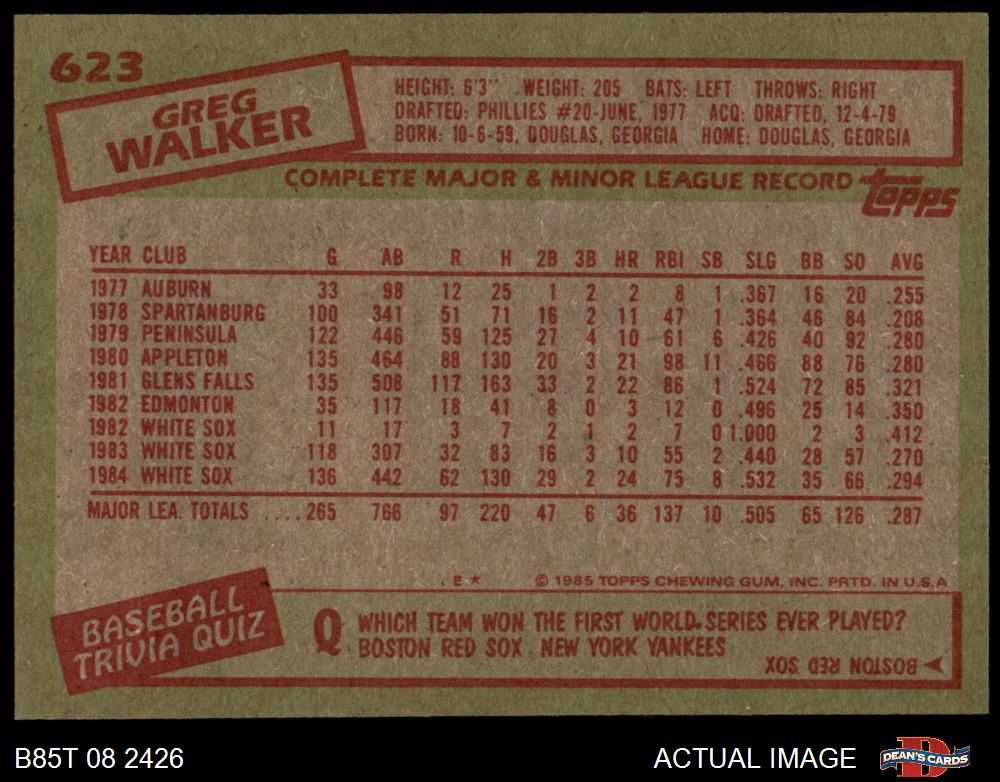 623
GREG
WALKER
HEIGHT: 6'3'' WEIGHT: 205 BATS: LEFT THROWS: RIGHT
DRAFTED: PHILLIES #20-JUNE, 1977 ACQ: DRAFTED, 12-4-79
BORN: 10-6-59, DOUGLAS, GEORGIA HOME: DOUGLAS, GEORGIA
COMPLETE MAJOR & MINOR LEAGUE RECORD
topps
YEAR CLUB G AB R H 2B 3B HR RBI SB SLG BB SO AVG
1977 AUBURN 33 98 12 25 1 2 2 8 1 .367 16 20 .255
1978 SPARTANBURG 100 341 51 71 16 2 11 47 1 .364 46 84 .208
1979 PENINSULA 122 446 59 125 27 4 10 61 6 .426 40 92 .280
1980 APPLETON 135 464 88 130 20 3 21 98 11 .466 88 76 .280
1981 GLENS FALLS 135 508 117 163 33 2 22 86 1 .524 72 85 .321
1982 EDMONTON 35 117 18 41 8 0 3 12 0 .496 25 14 .350
1982 WHITE SOX 11 17 3 7 2 1 2 7 0 1.000 2 3 .412
1983 WHITE SOX 118 307 32 83 16 3 10 55 2 .440 28 57 .270
1984 WHITE SOX 136 442 62 130 29 2 24 75 8 .532 35 66 .294
MAJOR LEA. TOTALS ....265 766 97 220 47 6 36 137 10 .505 65 126 .287
E * © 1985 TOPPS CHEWING GUM, INC. PRTD. IN U.S.A
BASEBALL
TRIVIA QUIZ
Q WHICH TEAM WON THE FIRST WORLD SERIES EVER PLAYED?
BOSTON RED SOX NEW YORK YANKEES
BOSTON RED SOX
B85T 08 2426
ACTUAL IMAGE
DEAN'S CARDS